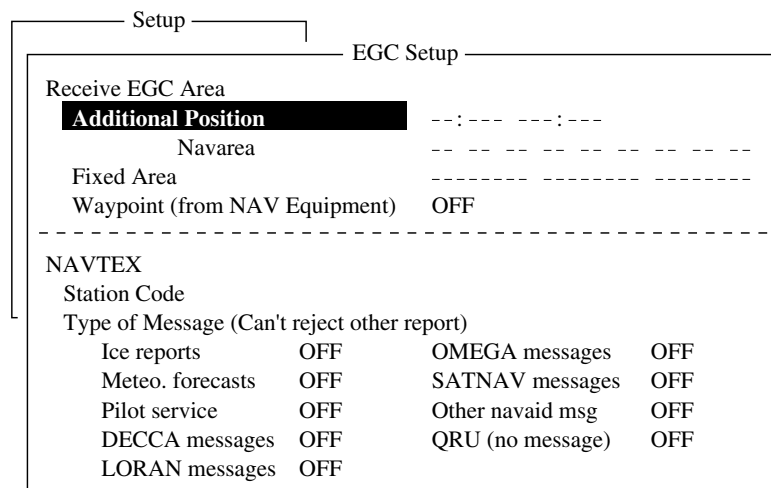 Setup
EGC Setup
Receive EGC Area
Additional Position --:--- ---:---
Navarea -- -- -- -- -- -- -- -- --
Fixed Area -------- -------- --------
Waypoint (from NAV Equipment) OFF
NAVTEX
Station Code
Type of Message (Can't reject other report)
Ice reports OFF OMEGA messages OFF
Meteo. forecasts OFF SATNAV messages OFF
Pilot service OFF Other navaid msg OFF
DECCA messages OFF QRU (no message) OFF
LORAN messages OFF